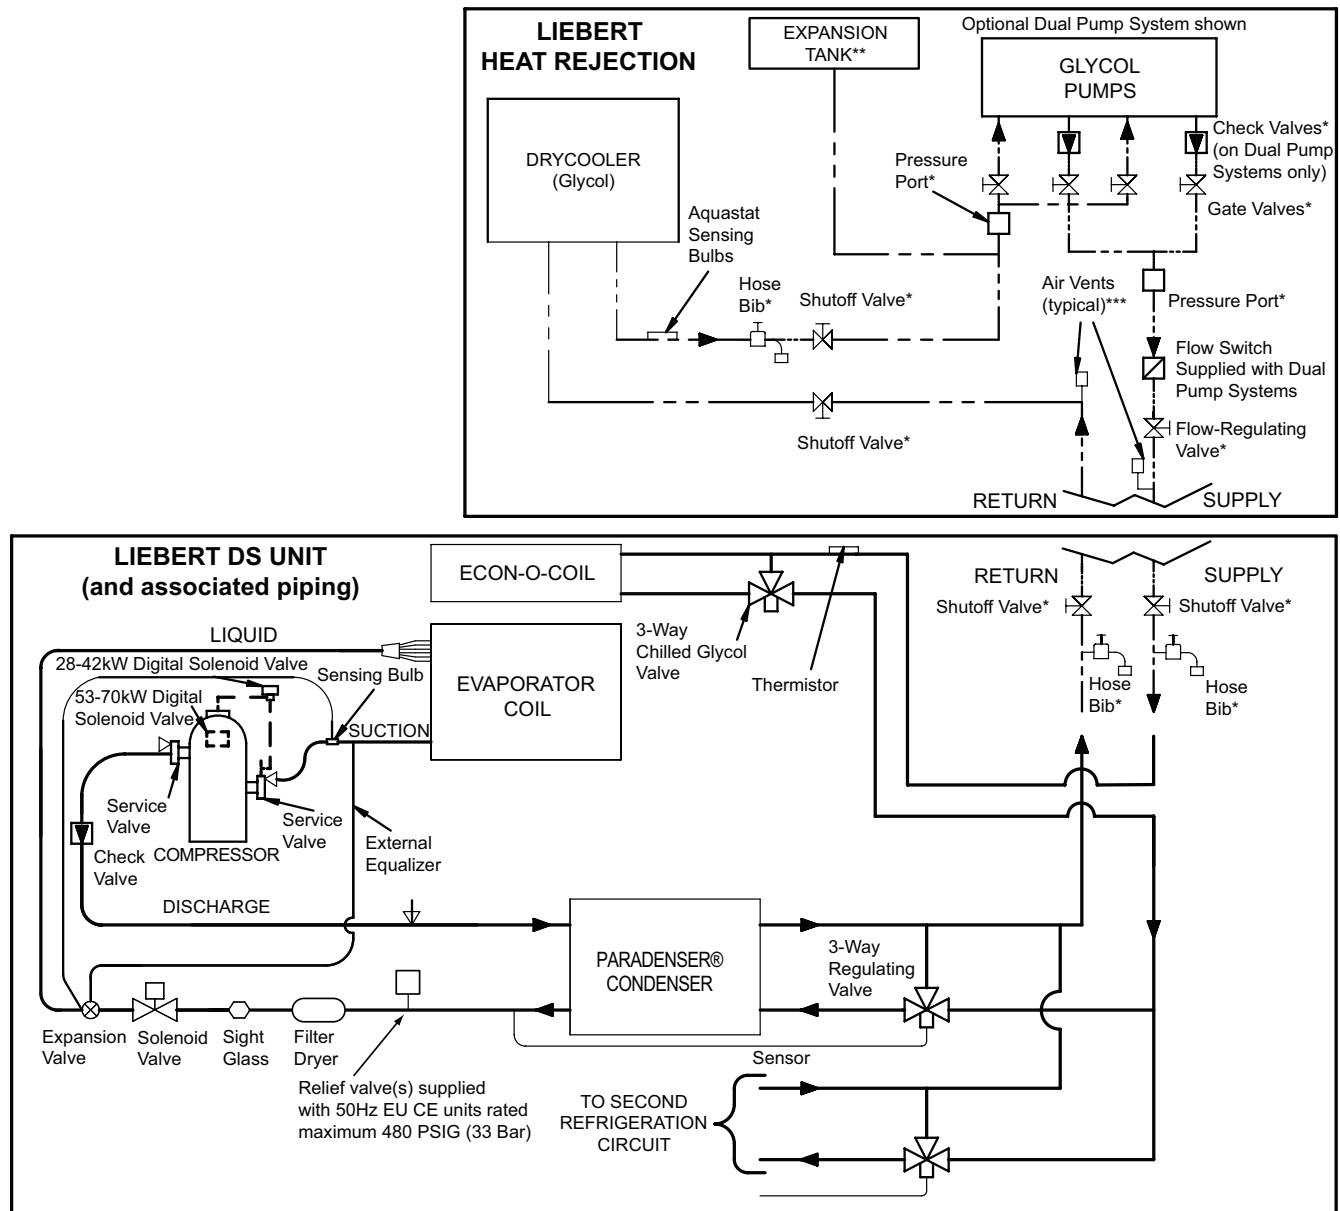 LIEBERT
HEAT REJECTION
EXPANSION
TANK**
Optional Dual Pump System shown
GLYCOL
PUMPS
DRYCOOLER
(Glycol)
Check Valves*
(on Dual Pump
Systems only)
Pressure
Port*
Gate Valves*
Aquastat
Sensing
Bulbs
Hose
Bib*
Shutoff Valve*
Air Vents
(typical)***
Pressure Port*
Flow Switch
Supplied with Dual
Pump Systems
Shutoff Valve*
Flow-Regulating
Valve*
RETURN
SUPPLY
LIEBERT DS UNIT
(and associated piping)
ECON-O-COIL
RETURN
SUPPLY
Shutoff Valve*
Shutoff Valve*
LIQUID
3-Way
Chilled Glycol
Valve
28-42kW Digital Solenoid Valve
Sensing Bulb
Thermistor
EVAPORATOR
COIL
Hose
Bib*
Hose
Bib*
53-70kW Digital
Solenoid Valve
SUCTION
Service
Valve
Service
Valve
External
Equalizer
Check
Valve
COMPRESSOR
DISCHARGE
PARADENSER®
CONDENSER
3-Way
Regulating
Valve
Expansion
Valve
Solenoid
Valve
Sight
Glass
Filter
Dryer
Sensor
Relief valve(s) supplied
with 50Hz EU CE units rated
maximum 480 PSIG (33 Bar)
TO SECOND
REFRIGERATION
CIRCUIT